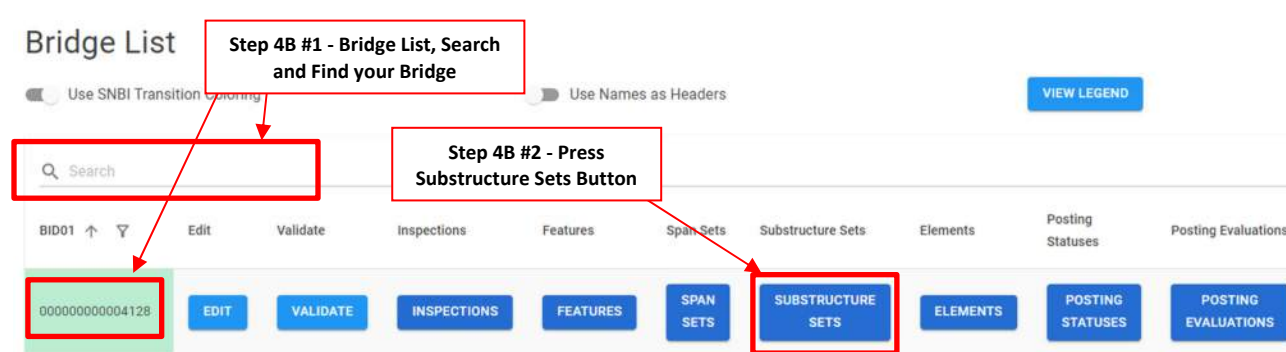 Bridge List
Step 4B #1 - Bridge List, Search
and Find your Bridge
Use SNBI Transition Coloring
Use Names as Headers
VIEW LEGEND
Search
Step 4B #2 - Press
Substructure Sets Button
BID01 Edit Validate Inspections Features Span Sets Substructure Sets Elements Posting Statuses Posting Evaluations
000000000004128 EDIT VALIDATE INSPECTIONS FEATURES SPAN SETS SUBSTRUCTURE SETS ELEMENTS POSTING STATUSES POSTING EVALUATIONS